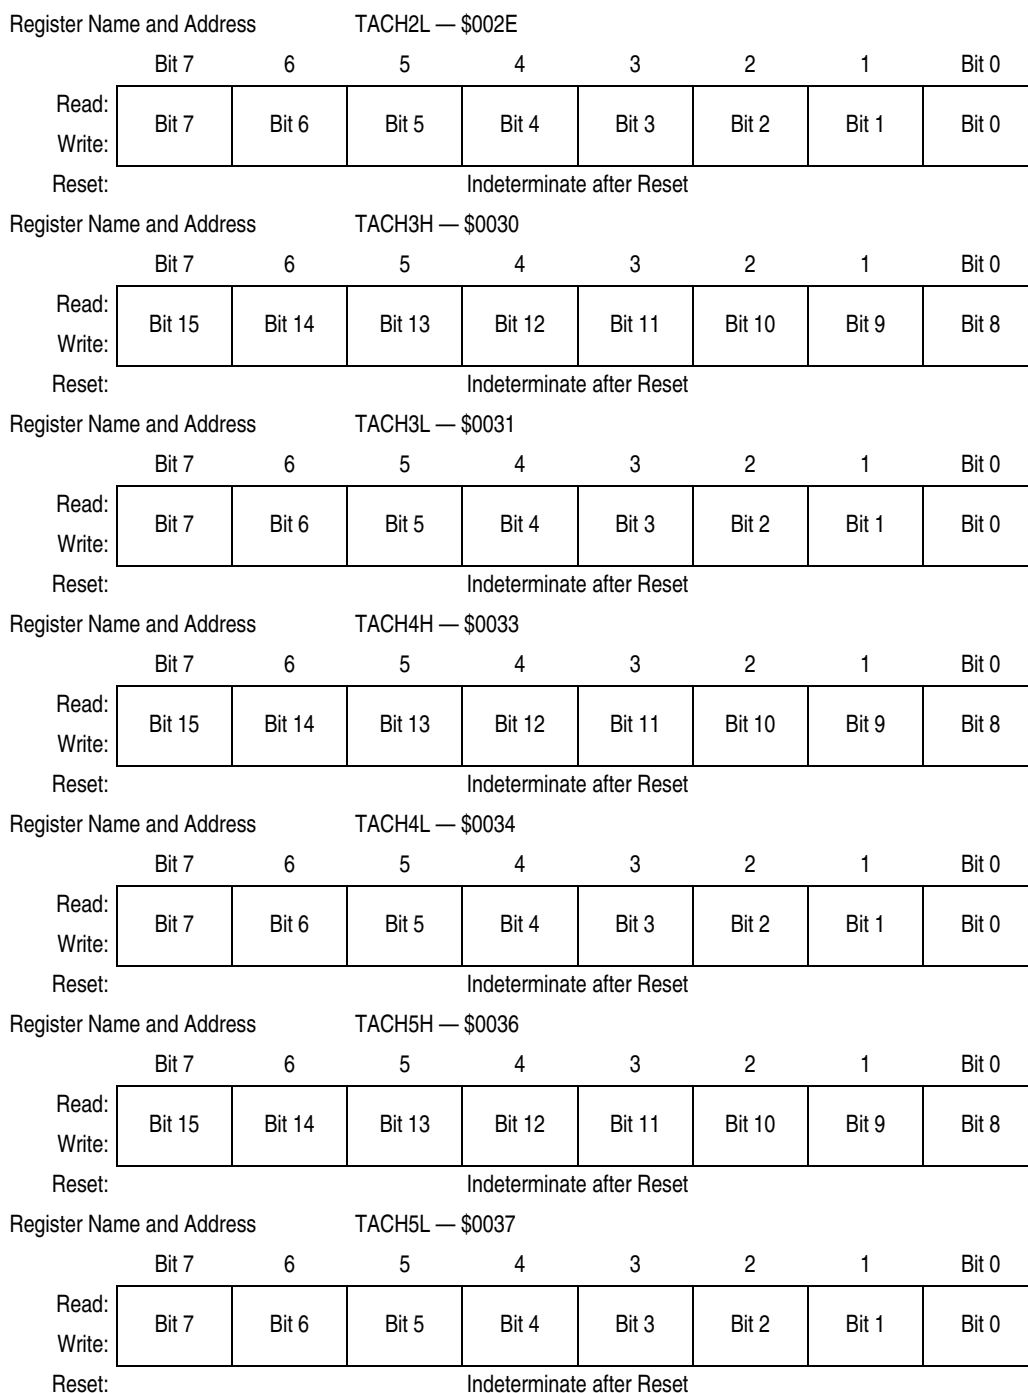 Register Name and Address TACH2L — $002E
Bit 7 6 5 4 3 2 1 Bit 0
Read:
Bit 7 Bit 6 Bit 5 Bit 4 Bit 3 Bit 2 Bit 1 Bit 0
Write:
Reset: Indeterminate after Reset
Register Name and Address TACH3H — $0030
Bit 7 6 5 4 3 2 1 Bit 0
Read:
Bit 15 Bit 14 Bit 13 Bit 12 Bit 11 Bit 10 Bit 9 Bit 8
Write:
Reset: Indeterminate after Reset
Register Name and Address TACH3L — $0031
Bit 7 6 5 4 3 2 1 Bit 0
Read:
Bit 7 Bit 6 Bit 5 Bit 4 Bit 3 Bit 2 Bit 1 Bit 0
Write:
Reset: Indeterminate after Reset
Register Name and Address TACH4H — $0033
Bit 7 6 5 4 3 2 1 Bit 0
Read:
Bit 15 Bit 14 Bit 13 Bit 12 Bit 11 Bit 10 Bit 9 Bit 8
Write:
Reset: Indeterminate after Reset
Register Name and Address TACH4L — $0034
Bit 7 6 5 4 3 2 1 Bit 0
Read:
Bit 7 Bit 6 Bit 5 Bit 4 Bit 3 Bit 2 Bit 1 Bit 0
Write:
Reset: Indeterminate after Reset
Register Name and Address TACH5H — $0036
Bit 7 6 5 4 3 2 1 Bit 0
Read:
Bit 15 Bit 14 Bit 13 Bit 12 Bit 11 Bit 10 Bit 9 Bit 8
Write:
Reset: Indeterminate after Reset
Register Name and Address TACH5L — $0037
Bit 7 6 5 4 3 2 1 Bit 0
Read:
Bit 7 Bit 6 Bit 5 Bit 4 Bit 3 Bit 2 Bit 1 Bit 0
Write:
Reset: Indeterminate after Reset